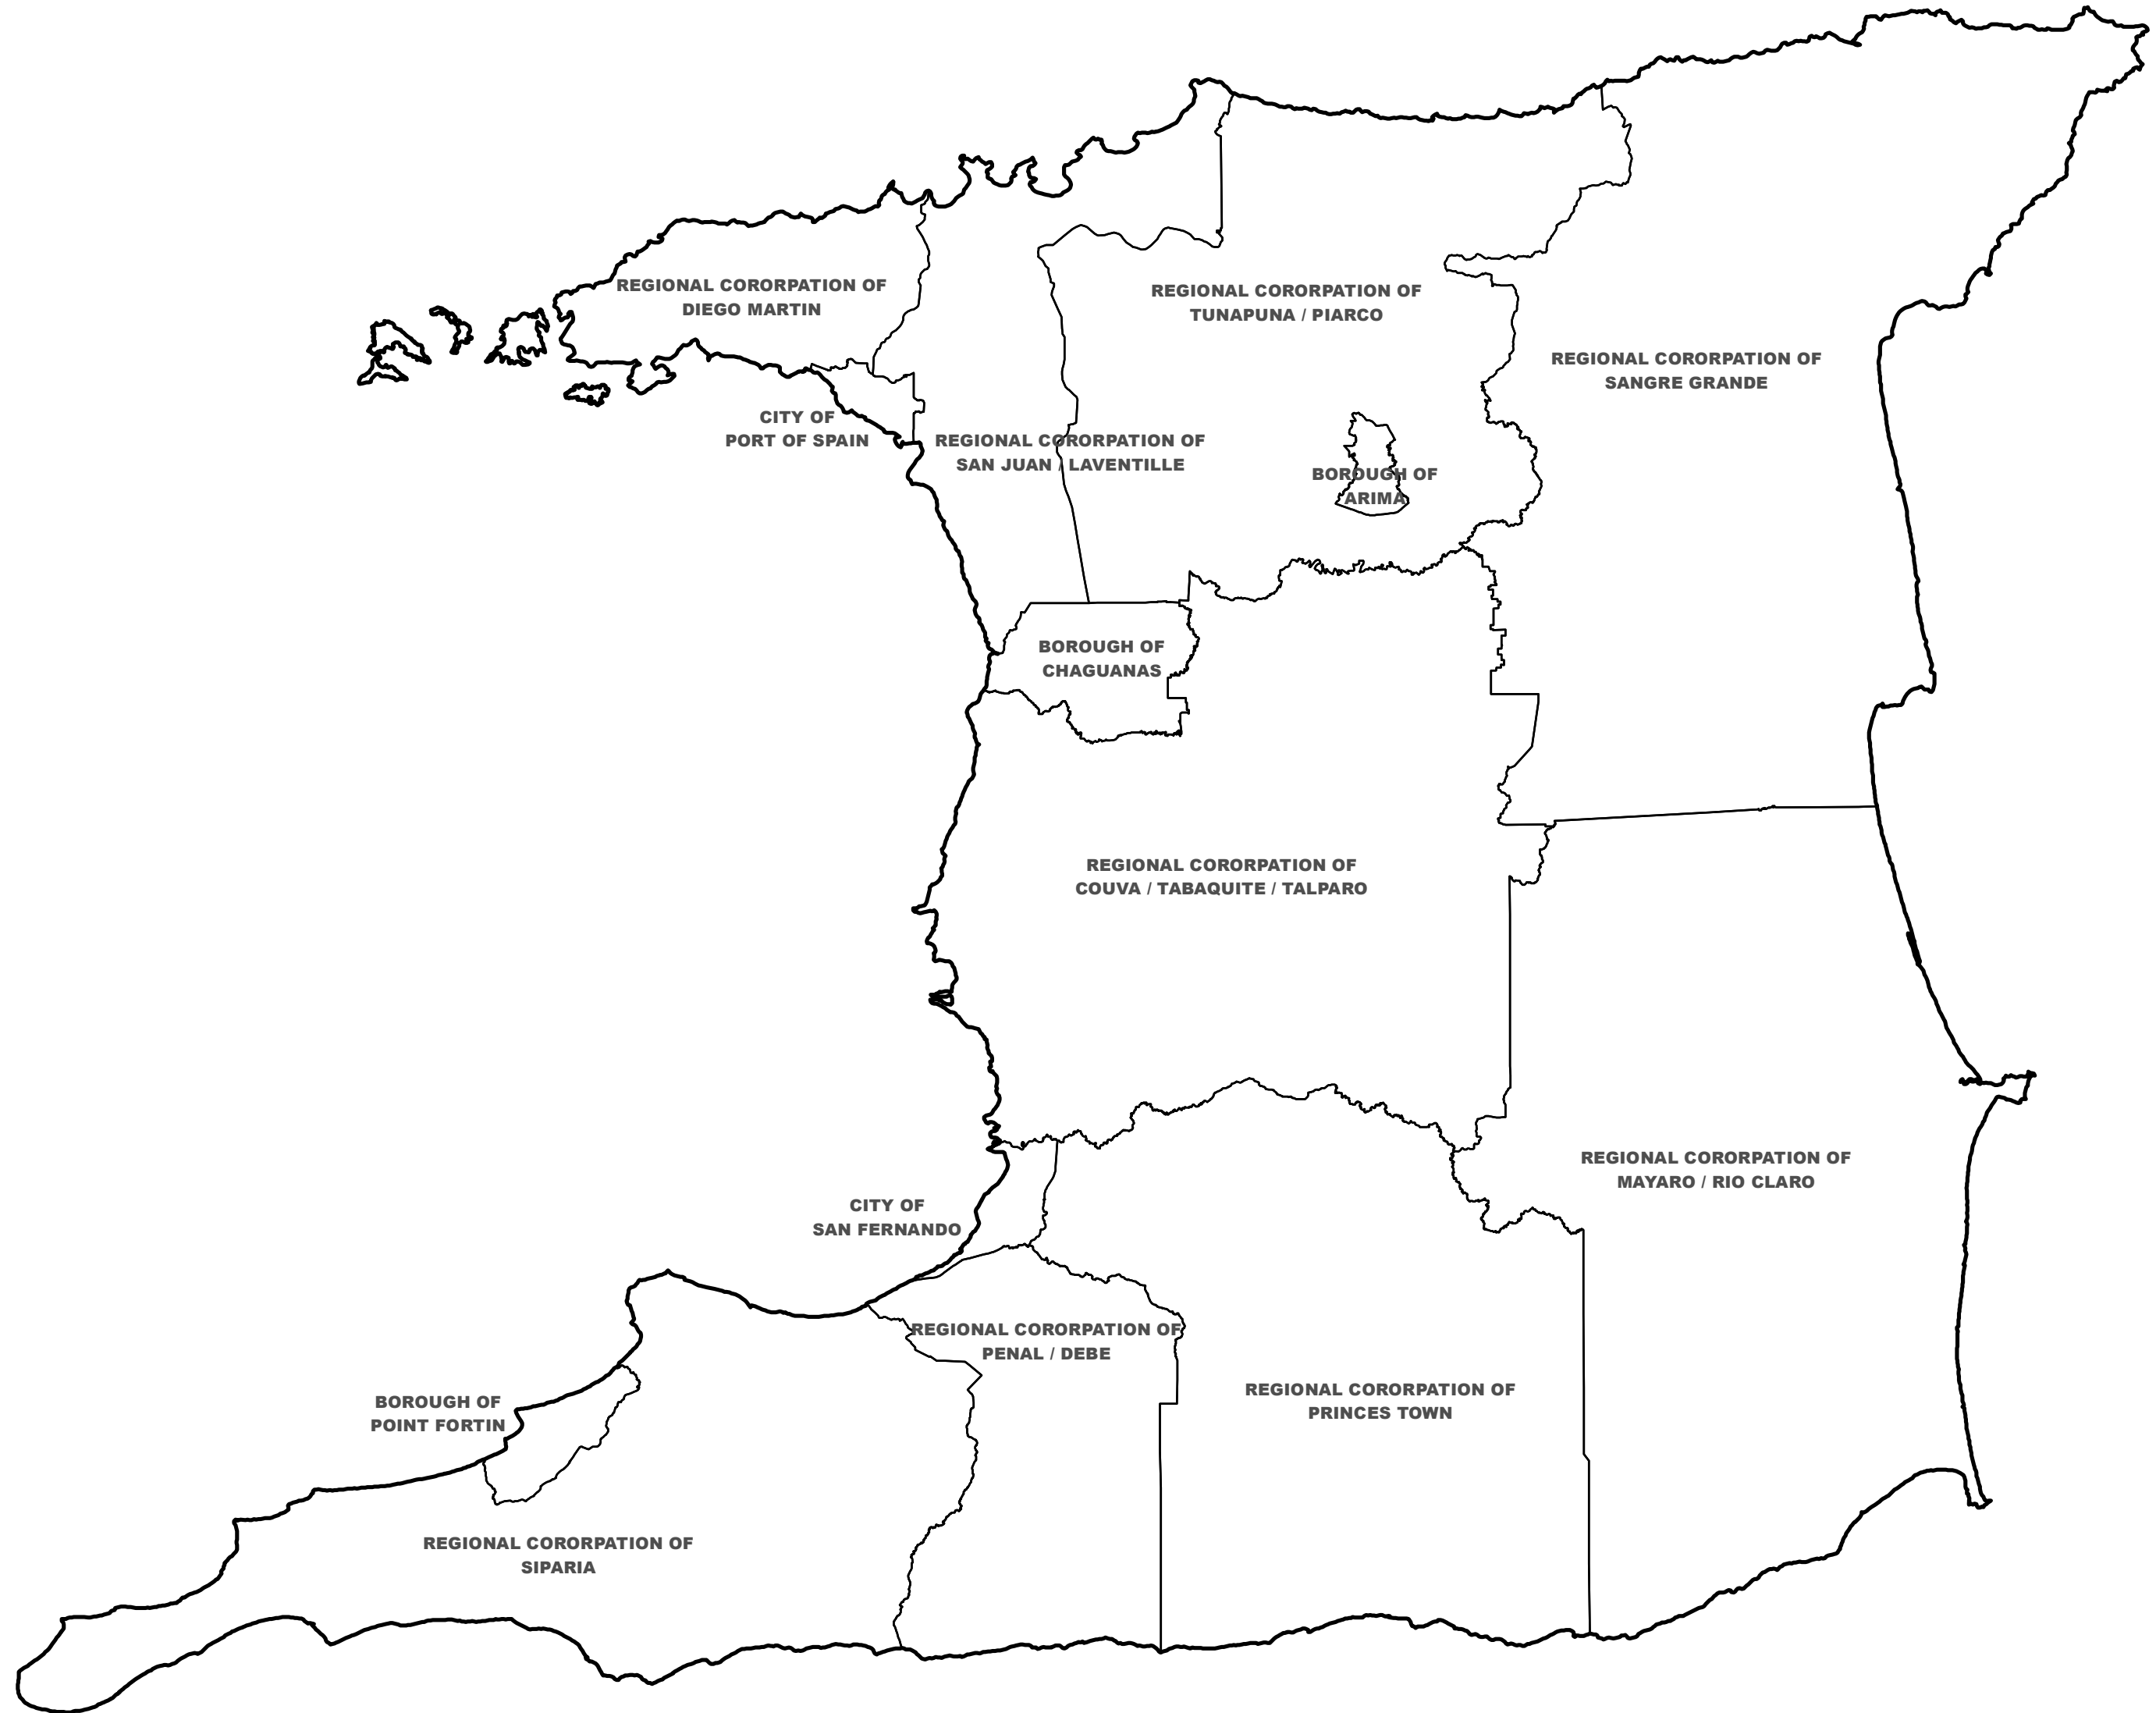 REGIONAL CORORPATION OF
DIEGO MARTIN
REGIONAL CORORPATION OF
TUNAPUNA / PIARCO
REGIONAL CORORPATION OF
SANGRE GRANDE
CITY OF
PORT OF SPAIN
REGIONAL CORORPATION OF
SAN JUAN / LAVENTILLE
BOROUGH OF
ARIMA
BOROUGH OF
CHAGUANAS
REGIONAL CORORPATION OF
COUVA / TABAQUITE / TALPARO
REGIONAL CORORPATION OF
MAYARO / RIO CLARO
CITY OF
SAN FERNANDO
REGIONAL CORORPATION OF
PENAL / DEBE
REGIONAL CORORPATION OF
PRINCES TOWN
BOROUGH OF
POINT FORTIN
REGIONAL CORORPATION OF
SIPARIA